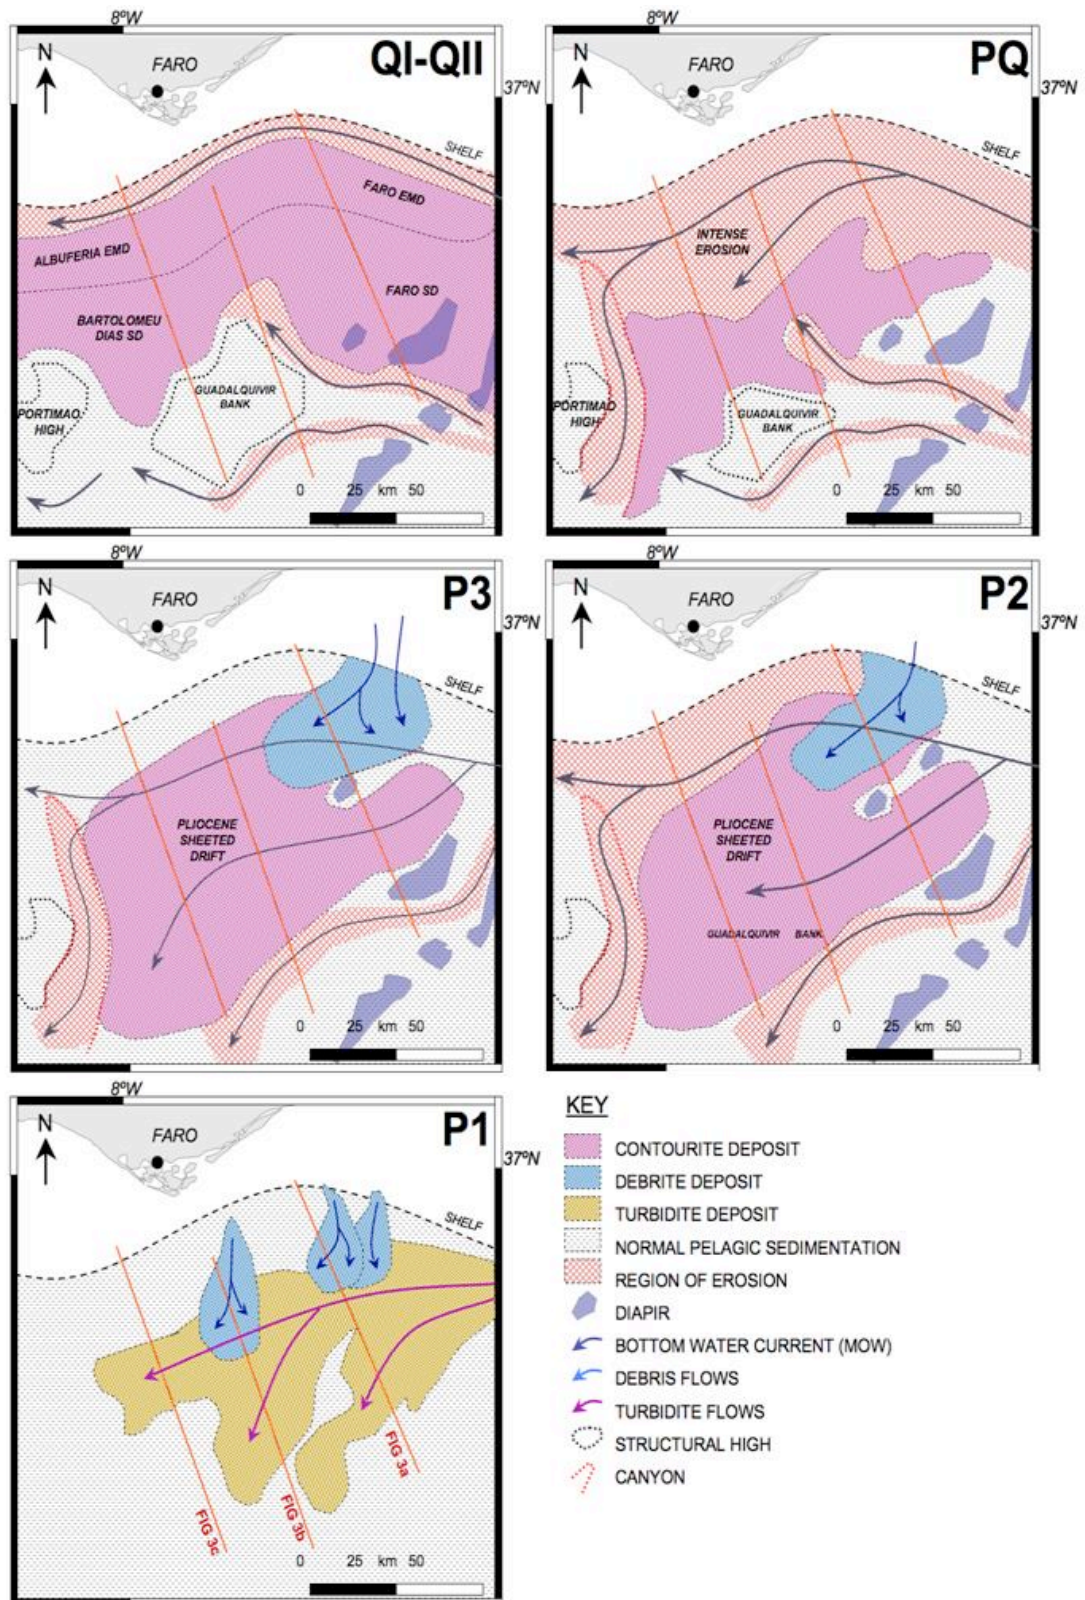 8ºW
N
FARO
QI-QII
37ºN
SHELF
FARO EMD
ALBUFERIA EMD
FARO SD
BARTOLOMEU
DIAS SD
GUADALQUIVIR
BANK
PORTIMAO
HIGH
0 25 km 50
N
FARO
PQ
37ºN
SHELF
INTENSE
EROSION
PORTIMAO
HIGH
GUADALQUIVIR
BANK
0 25 km 50
8ºW
N
FARO
P3
37ºN
SHELF
PLIOCENE
SHEETED
DRIFT
0 25 km 50
8ºW
N
FARO
P2
37ºN
SHELF
PLIOCENE
SHEETED
DRIFT
GUADALQUIVIR BANK
0 25 km 50
8ºW
N
FARO
P1
37ºN
SHELF
FIG 3a
FIG 3b
FIG 3c
0 25 km 50
KEY
CONTOURITE DEPOSIT
DEBRITE DEPOSIT
TURBIDITE DEPOSIT
NORMAL PELAGIC SEDIMENTATION
REGION OF EROSION
DIAPIR
BOTTOM WATER CURRENT (MOW)
DEBRIS FLOWS
TURBIDITE FLOWS
STRUCTURAL HIGH
CANYON